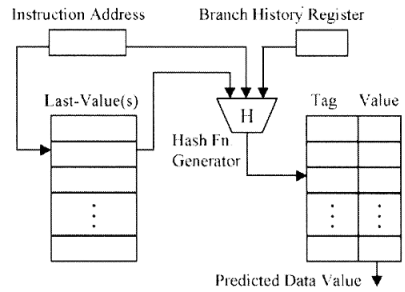 Instruction Address
Branch History Register
Last-Value(s)
Tag Value
H
Hash Fn
Generator
Predicted Data Value